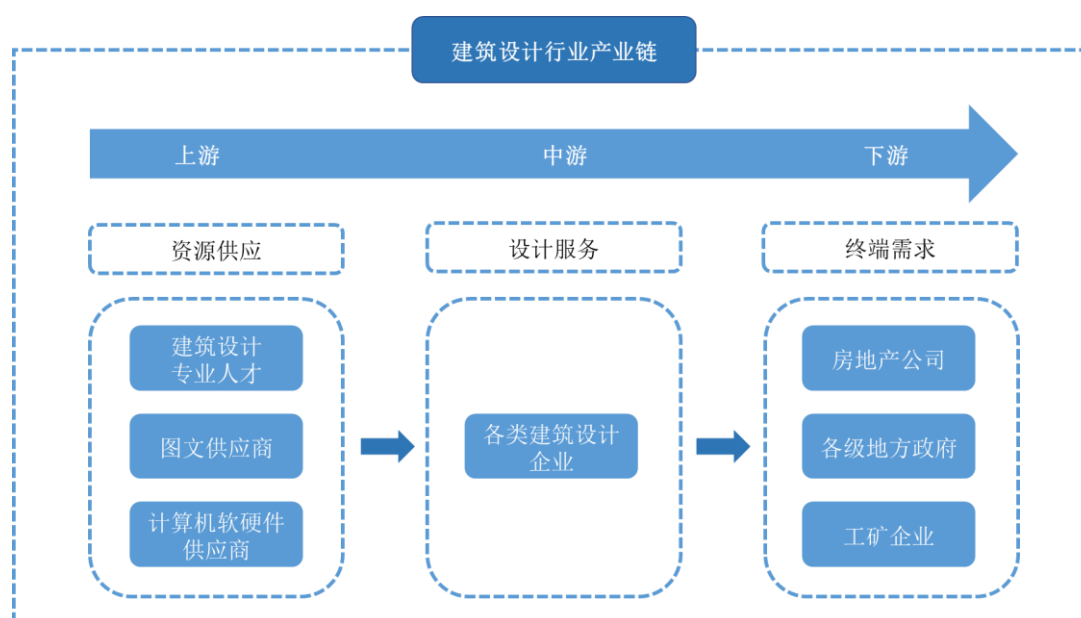 建筑设计行业产业链
上游
中游
下游
资源供应
设计服务
终端需求
建筑设计
专业人才
图文供应商
计算机软硬件
供应商
各类建筑设计
企业
房地产公司
各级地方政府
工矿企业